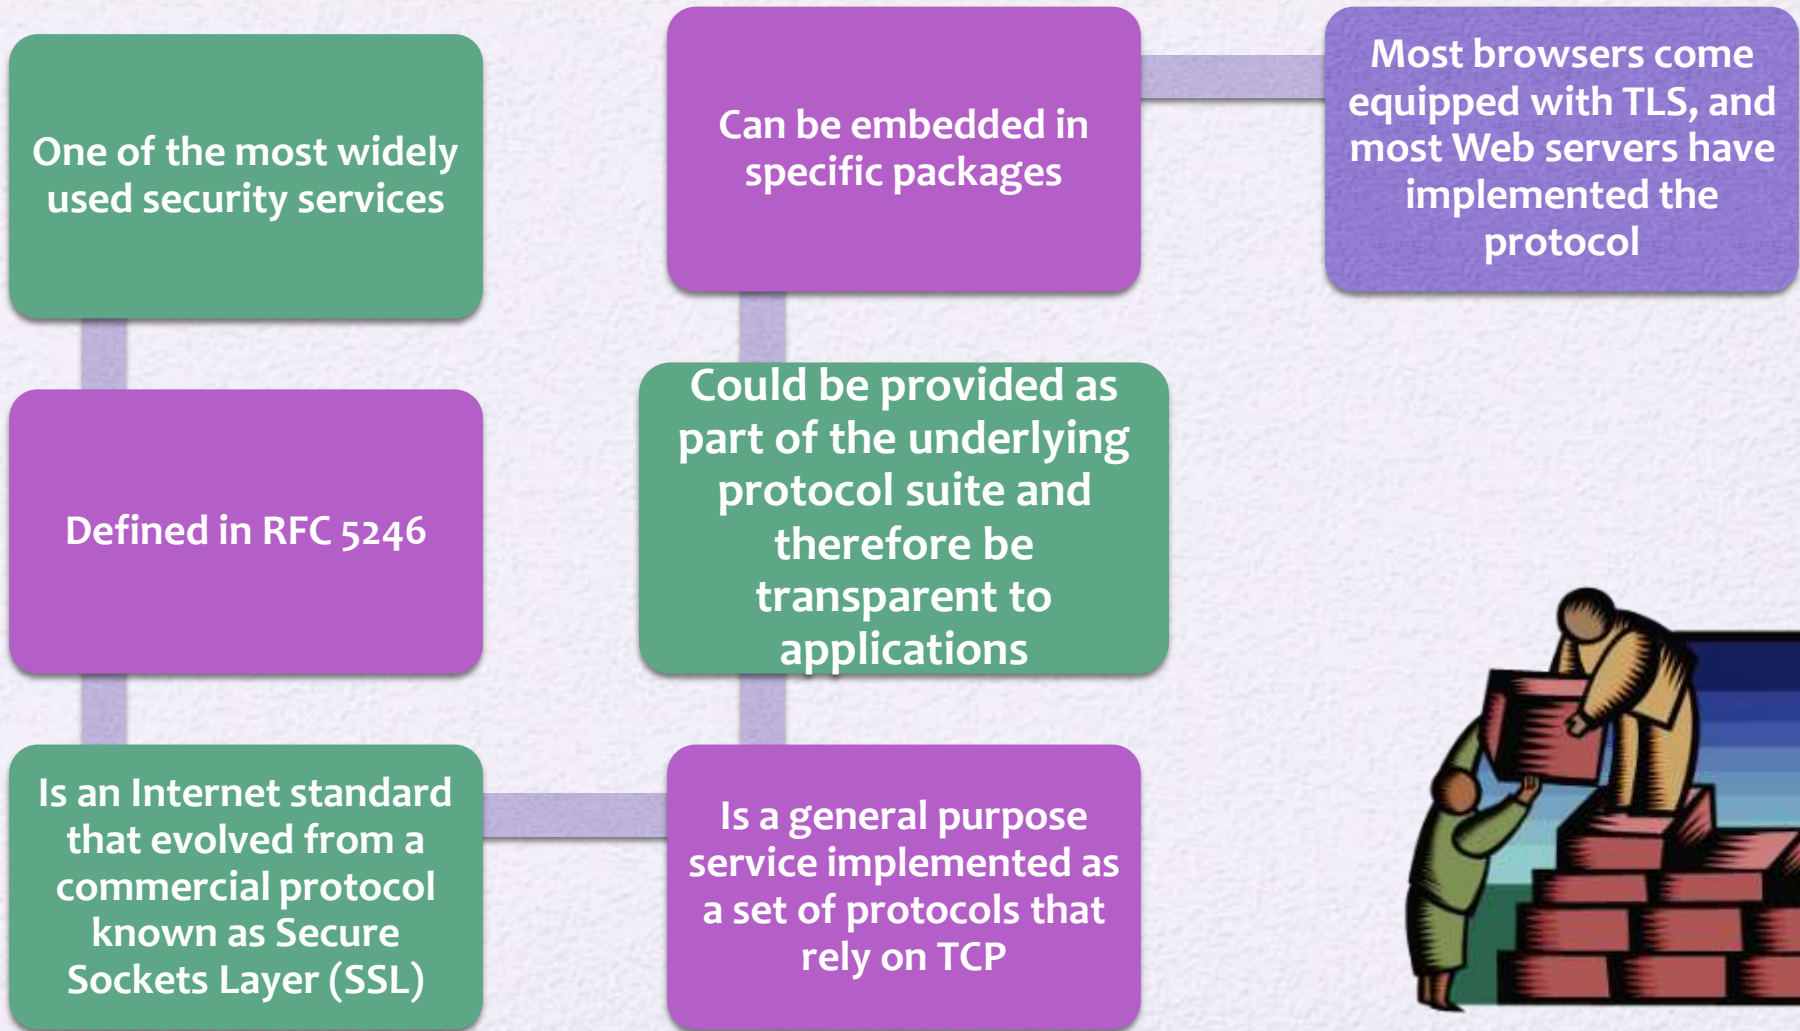 One of the most widely
used security services
Defined in RFC 5246
Is an Internet standard
that evolved from a
commercial protocol
known as Secure
Sockets Layer (SSL)
Is a general purpose
service implemented as
a set of protocols that
rely on TCP
Could be provided as
part of the underlying
protocol suite and
therefore be
transparent to
applications
Can be embedded in
specific packages
Most browsers come
equipped with TLS, and
most Web servers have
implemented the
protocol